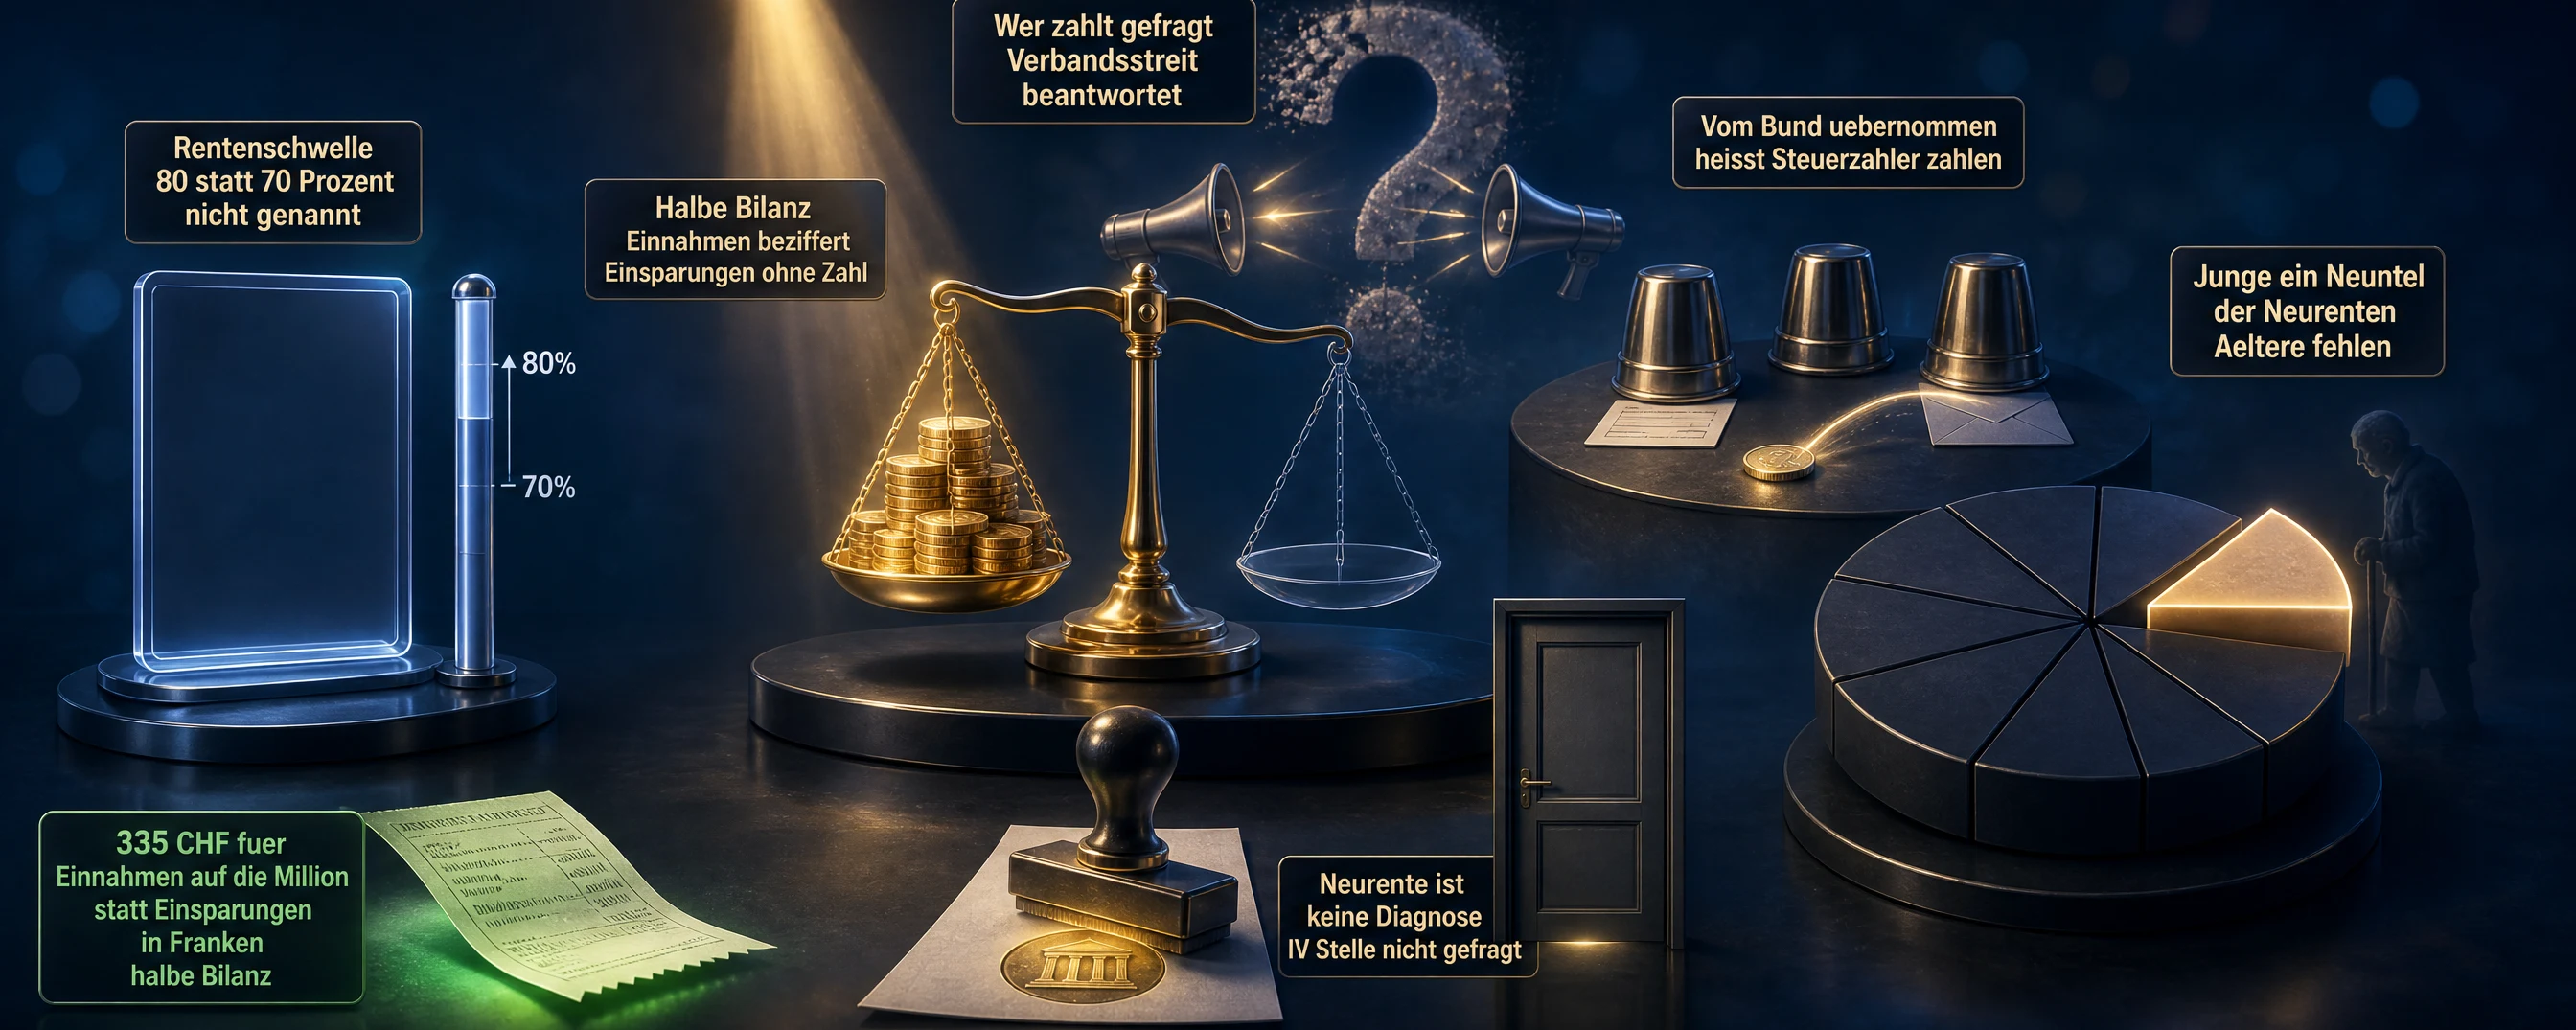 Wer zahlt gefragt
Verbandsstreit
beantwortet
Rentenschwelle
80 statt 70 Prozent
nicht genannt
Halbe Bilanz
Einnahmen beziffert
Einsparungen ohne Zahl
Vom Bund uebernommen
heisst Steuerzahler zahlen
Junge ein Neuntel
der Neurenten
Aeltere fehlen
80%
70%
335 CHF fuer
Einnahmen auf die Million
statt Einsparungen
in Franken
halbe Bilanz
Neurente ist
keine Diagnose
IV Stelle nicht gefragt